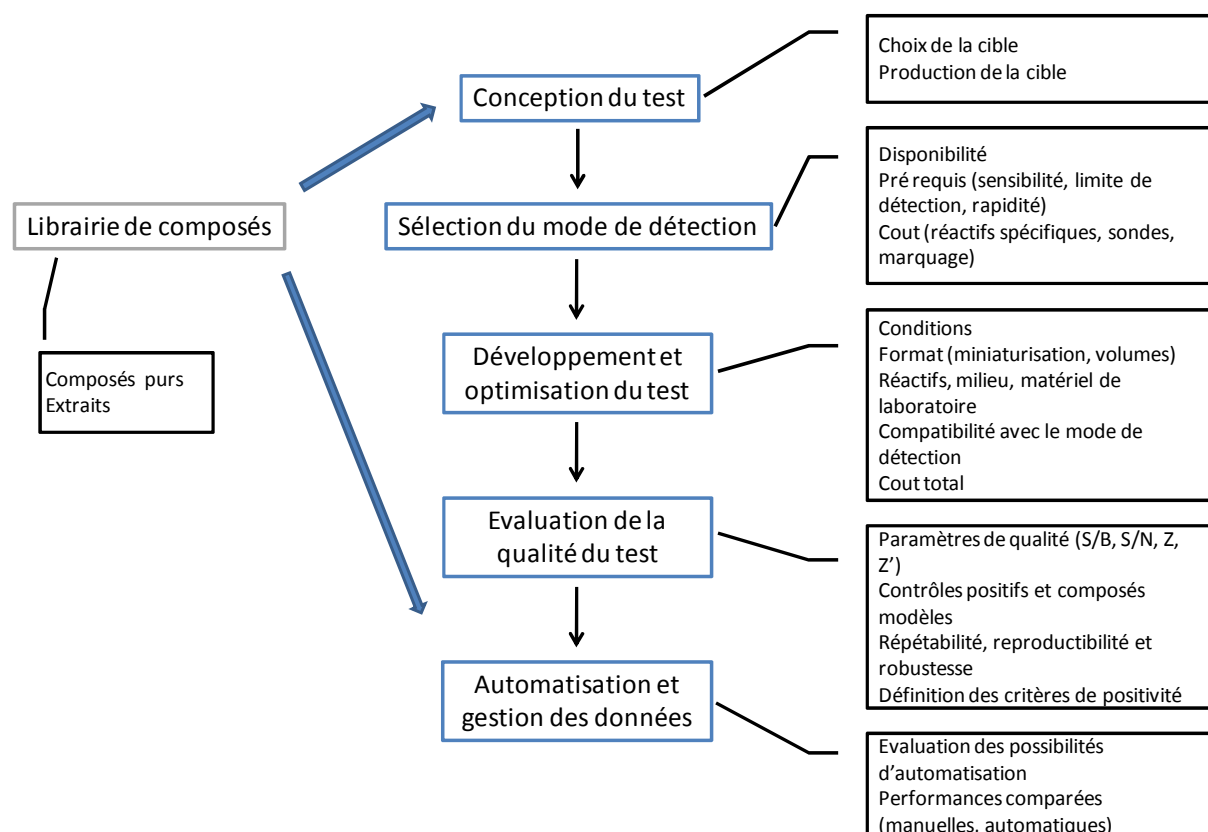 Choix de la cible
Production de la cible
Conception du test
Disponibilité
Pré requis (sensibilité, limite de
détection, rapidité)
Cout (réactifs spécifiques, sondes,
marquage)
Librairie de composés
Sélection du mode de détection
Conditions
Format (miniaturisation, volumes)
Réactifs, milieu, matériel de
laboratoire
Compatibilité avec le mode de
détection
Cout total
Développement et
optimisation du test
Composés purs
Extraits
Evaluation de la
qualité du test
Paramètres de qualité (S/B, S/N, Z,
Z’)
Contrôles positifs et composés
modèles
Répétabilité, reproductibilité et
robustesse
Définition des critères de positivité
Automatisation et
gestion des données
Evaluation des possibilités
d’automatisation
Performances comparées
(manuelles, automatiques)